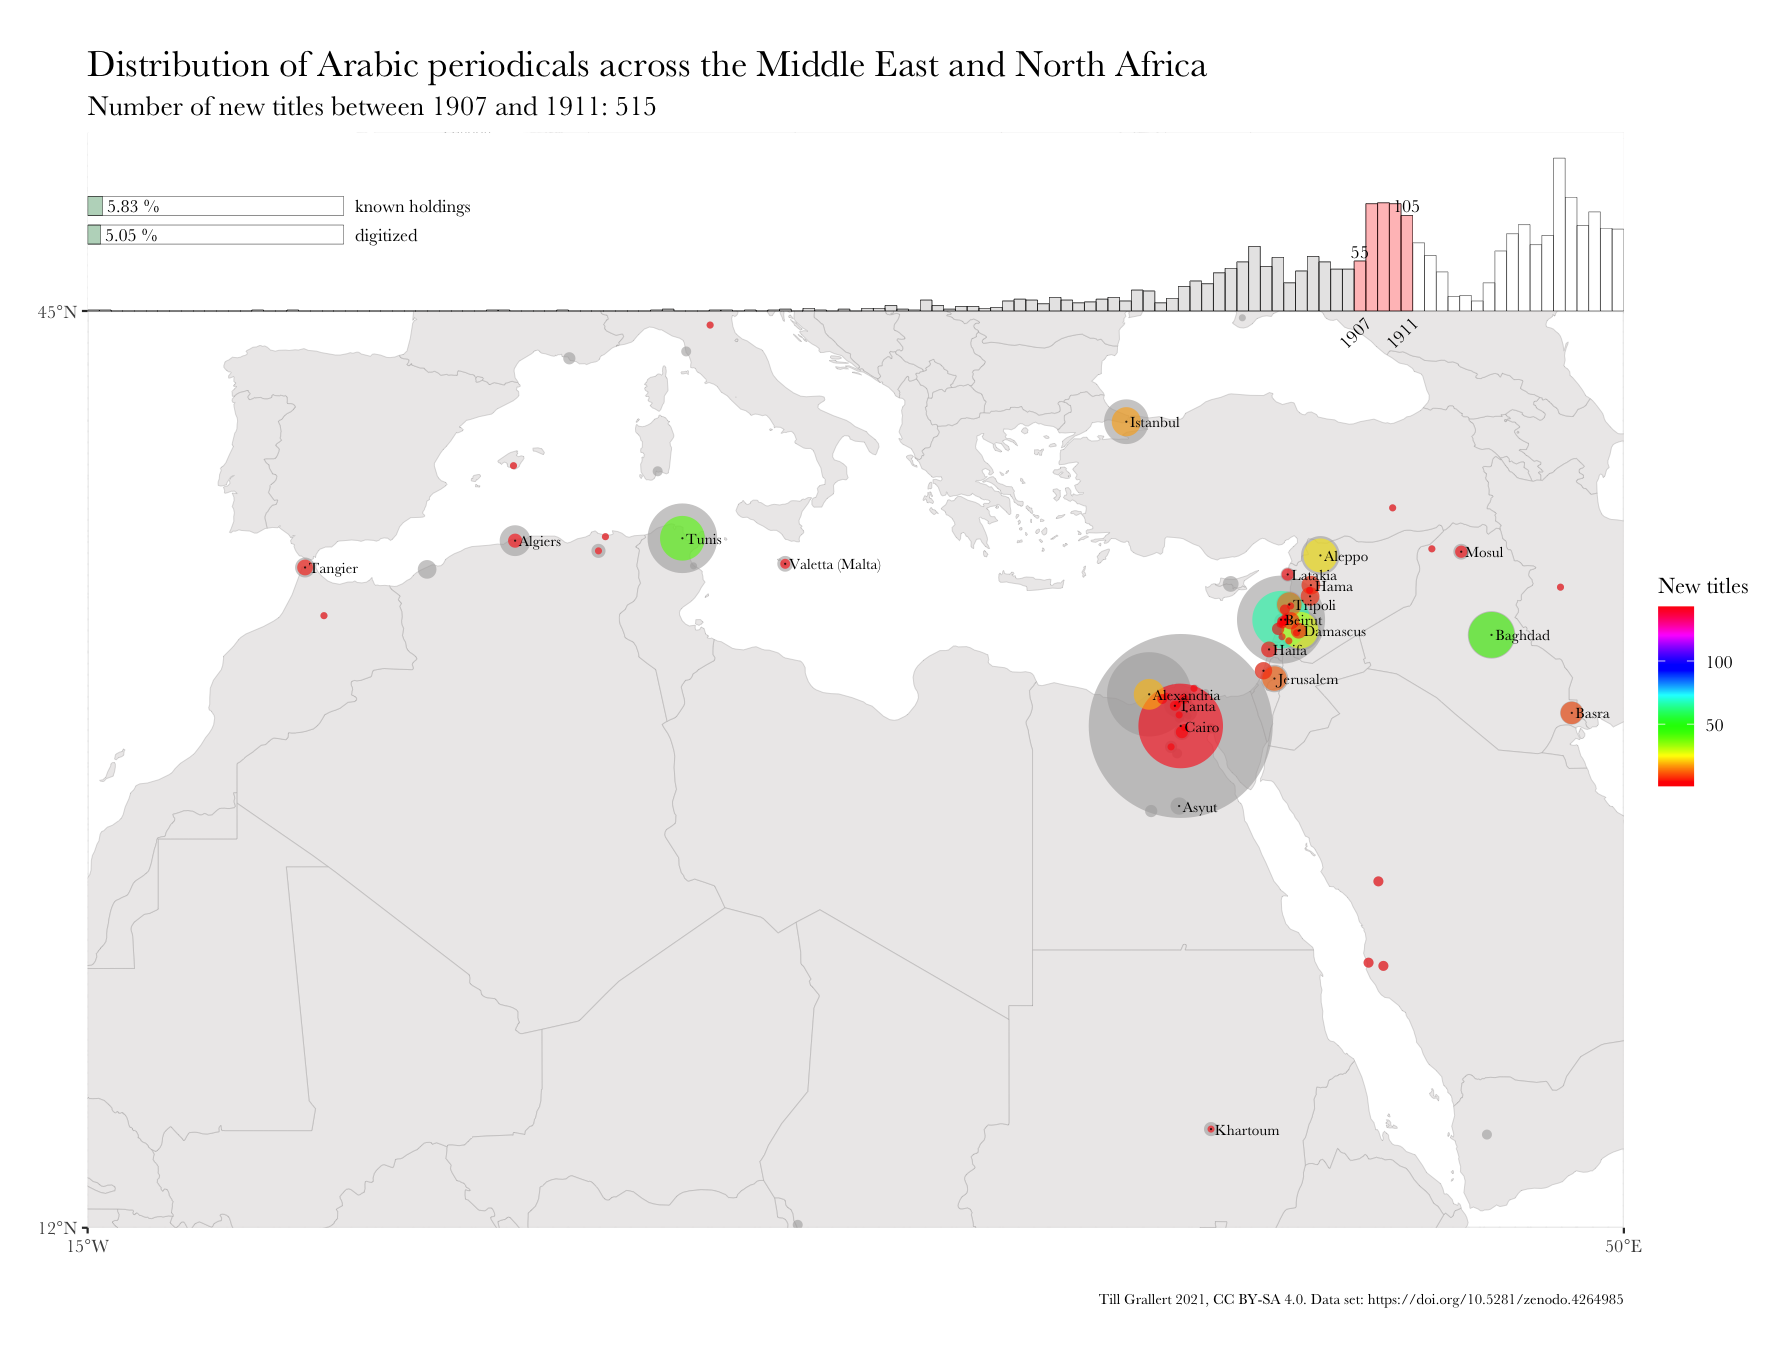 Distribution of Arabic periodicals across the Middle East and North Africa
Number of new titles between 1907 and 1911: 515
5.83 %
known holdings
5.05 %
digitized
55
105
1907
1911
45°N
Istanbul
Algiers
Tunis
Tangier
Valetta (Malta)
Aleppo
Mosul
Latakia
Hama
Tripoli
Beirut
Damascus
Baghdad
Haifa
Jerusalem
Alexandria
Tanta
Cairo
Basra
Asyut
Khartoum
New titles
100
50
12°N
15°W
50°E
Till Grallert 2021, CC BY-SA 4.0. Data set: https://doi.org/10.5281/zenodo.4264985